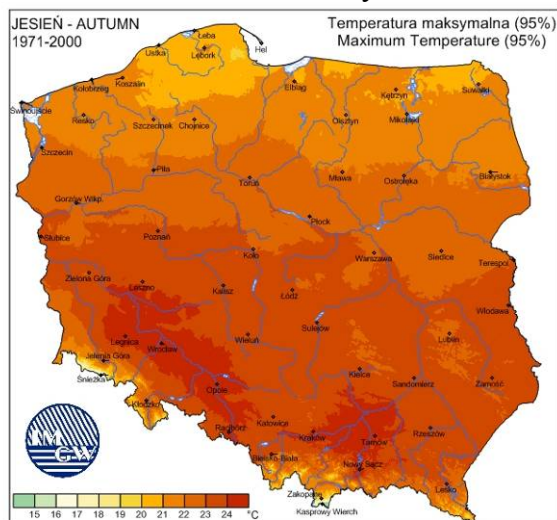 JESIEŃ - AUTUMN
1971-2000
Temperatura maksymalna (95%)
Maximum Temperature (95%)
Łeba
Hel
Ustka
Lębork
Koszalin
Kołobrzeg
Elbląg
Kętrzyn
Suwałki
Świnoujście
Resko
Szczecinek
Chojnice
Olsztyn
Mikołajki
Szczecin
Piła
Toruń
Mława
Ostrołęka
Białystok
Gorzów Wlkp.
Płock
Słubice
Poznań
Koło
Warszawa
Siedlce
Terespol
Zielona Góra
Leszno
Kalisz
Łódź
Włodawa
Legnica
Wrocław
Wieluń
Sulejów
Lublin
Jelenia Góra
Śnieżka
Opole
Kielce
Sandomierz
Zamość
Kłodzko
Racibórz
Katowice
Kraków
Tarnów
Rzeszów
Bielsko-Biała
Nowy Sącz
Lesko
Zakopane
Kasprowy Wierch
IMGW
15 16 17 18 19 20 21 22 23 24 °C